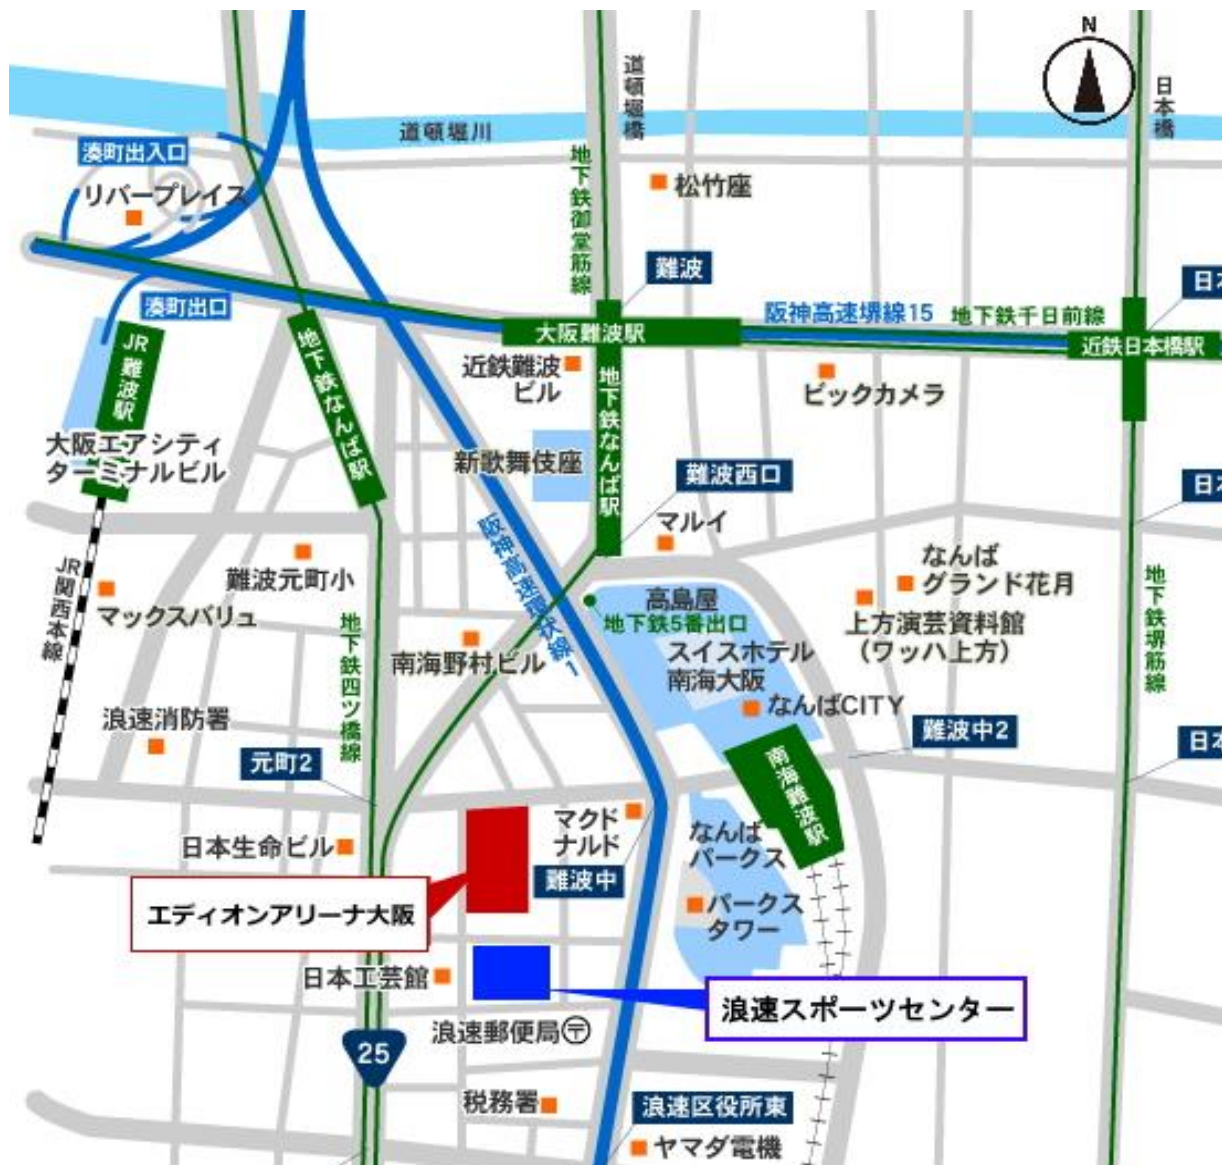 N
道頓堀橋
日本橋
道頓堀川
湊町出入口
リバープレイス
地下鉄御堂筋線
松竹座
難波
湊町出口
阪神高速堺線15
地下鉄千日前線
大阪難波駅
近鉄日本橋駅
JR難波駅
地下鉄なんば駅
近鉄難波
ビル
地下鉄なんば駅
ビックカメラ
大阪エアシティ
ターミナルビル
新歌舞伎座
難波西口
阪神高速環状線1
マルイ
なんば
グランド花月
難波元町小
JR関西本線
マックスバリュ
高島屋
地下鉄5番出口
上方演芸資料館
(ワッハ上方)
地下鉄堺筋線
地下鉄四ツ橋線
南海野村ビル
スイスホテル
南海大阪
なんばCITY
浪速消防署
難波中2
元町2
南海難波駅
マクド
ナルド
なんば
パークス
日本生命ビル
難波中
エディオンアリーナ大阪
パークス
タワー
日本工芸館
浪速スポーツセンター
浪速郵便局〒
25
税務署
浪速区役所東
ヤマダ電機